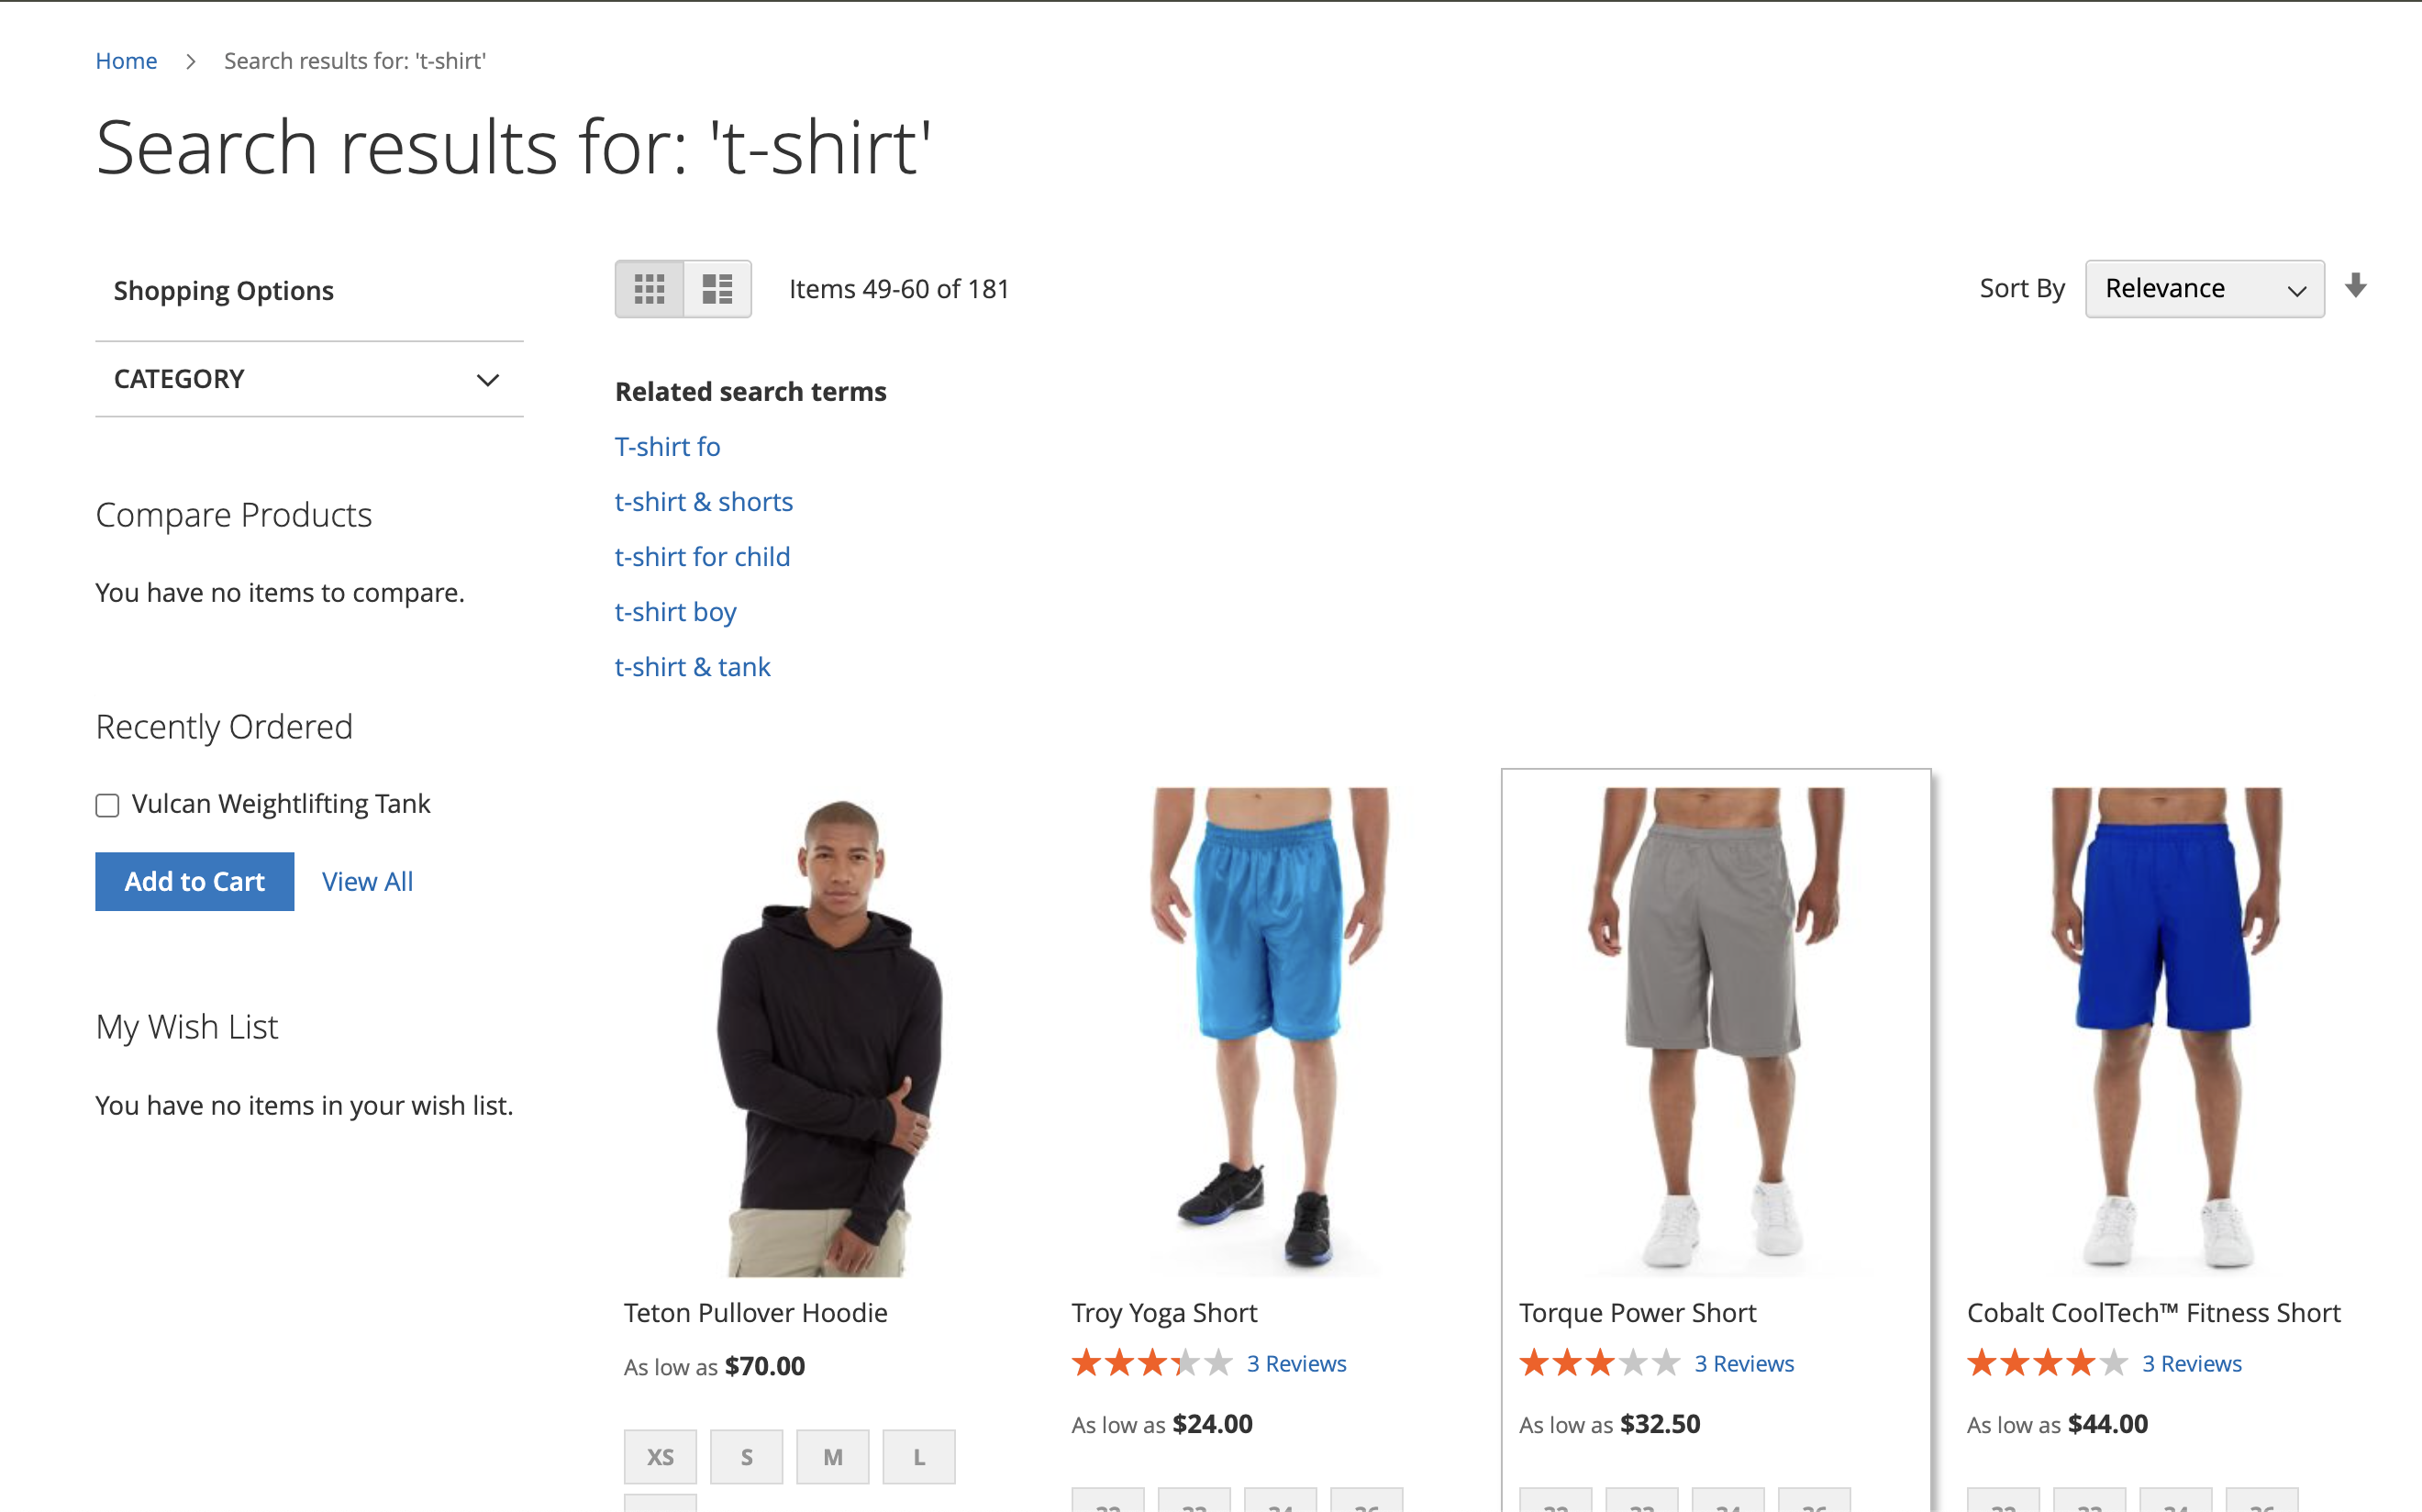 Home > Search results for: 't-shirt'
Search results for: 't-shirt'
Shopping Options
CATEGORY
Compare Products
You have no items to compare.
Recently Ordered
Vulcan Weightlifting Tank
Add to Cart View All
My Wish List
You have no items in your wish list.
Items 49-60 of 181
Sort By Relevance
Related search terms
T-shirt fo
t-shirt & shorts
t-shirt for child
t-shirt boy
t-shirt & tank
Teton Pullover Hoodie
As low as $70.00
XS S M L
Troy Yoga Short
3 Reviews
As low as $24.00
Torque Power Short
3 Reviews
As low as $32.50
Cobalt CoolTech™ Fitness Short
3 Reviews
As low as $44.00